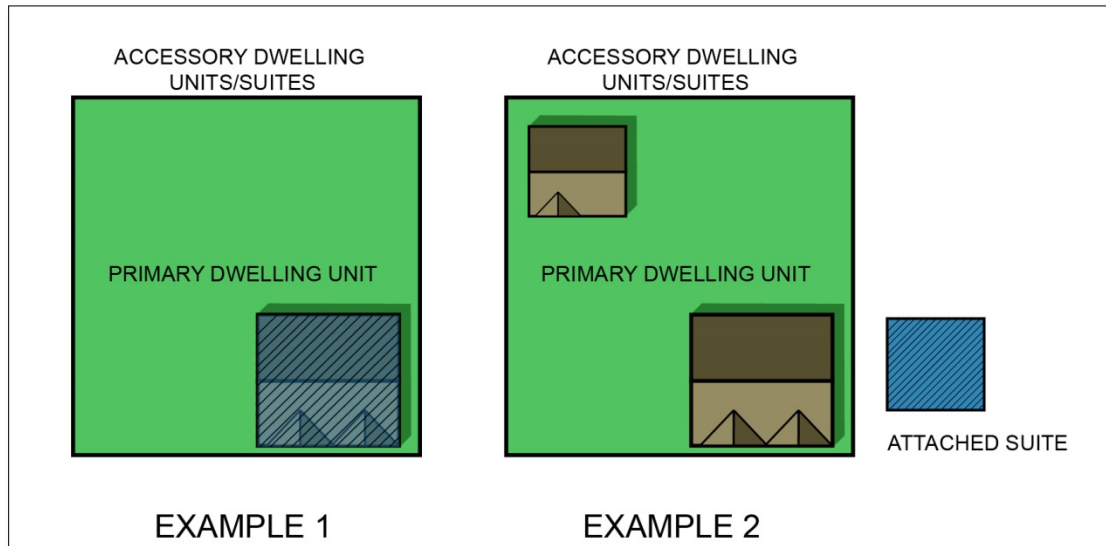 ACCESSORY DWELLING
UNITS/SUITES
PRIMARY DWELLING UNIT
EXAMPLE 1
ACCESSORY DWELLING
UNITS/SUITES
PRIMARY DWELLING UNIT
EXAMPLE 2
ATTACHED SUITE